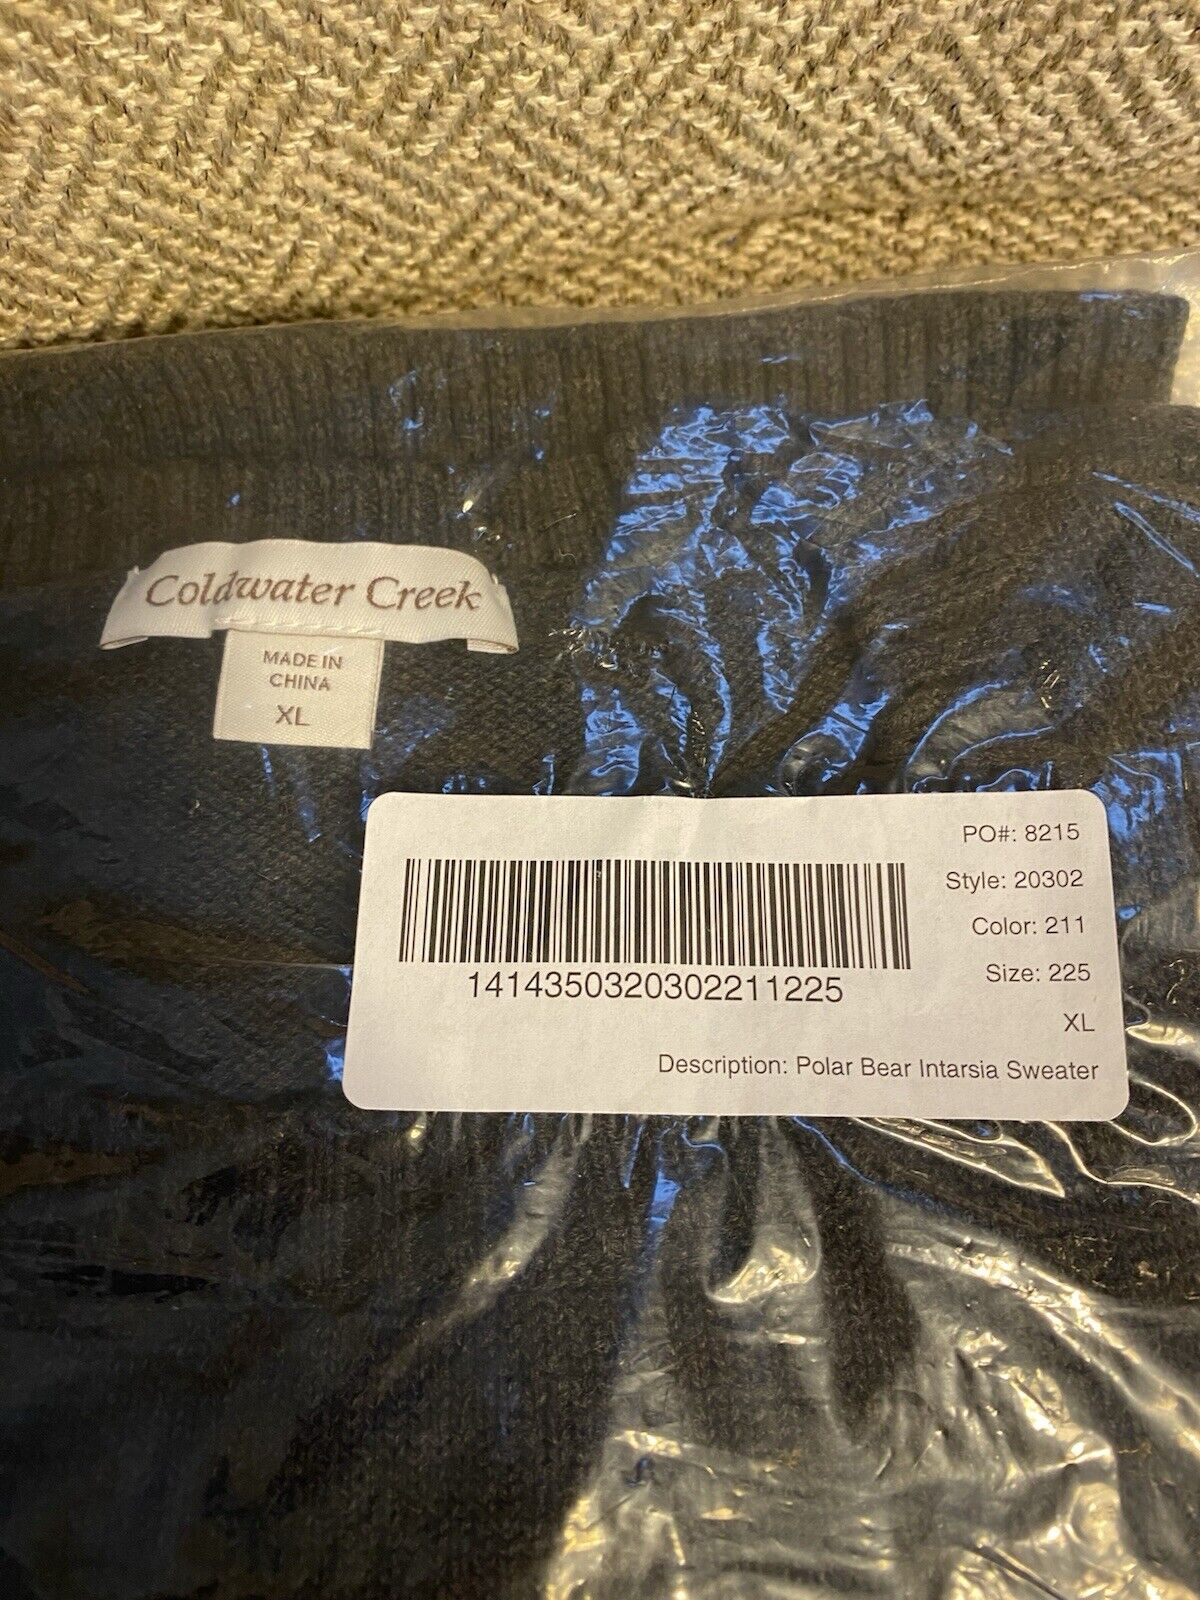 Coldwater Creek
MADE IN
CHINA
XL
PO#: 8215
Style: 20302
Color: 211
Size: 225
XL
1414350320302211225
Description: Polar Bear Intarsia Sweater